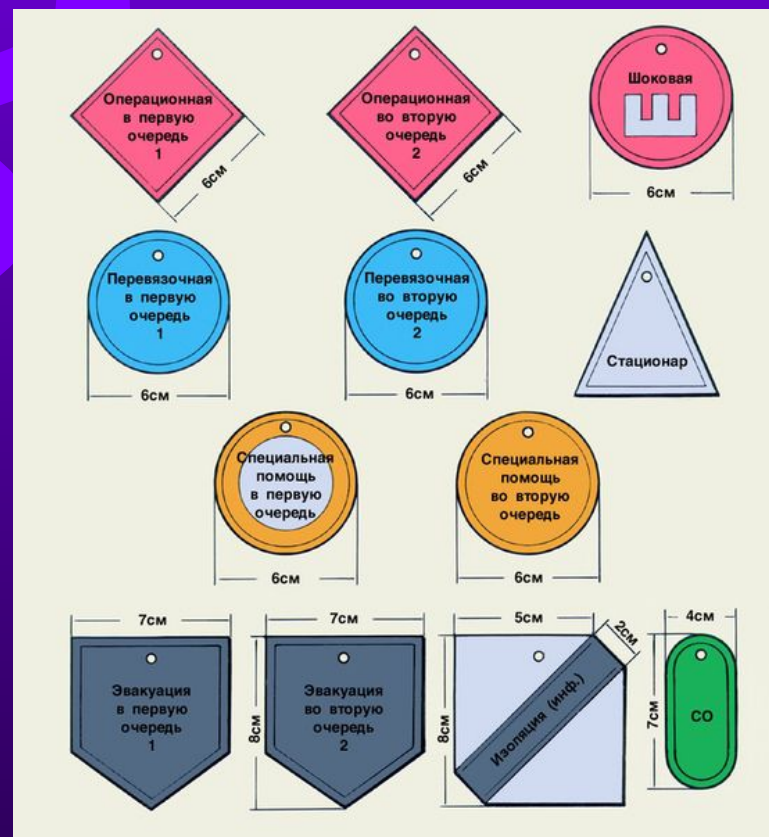 Операционная
в первую
очередь
1
6см
Операционная
во вторую
очередь
2
6см
Шоковая
6см
Перевязочная
в первую
очередь
1
6см
Перевязочная
во вторую
очередь
2
6см
Стационар
Специальная
помощь
в первую
очередь
6см
Специальная
помощь
во вторую
очередь
6см
7см
Эвакуация
в первую
очередь
1
7см
8см
Эвакуация
во вторую
очередь
2
5см
2см
8см
Изоляция (инф.)
4см
7см
СО